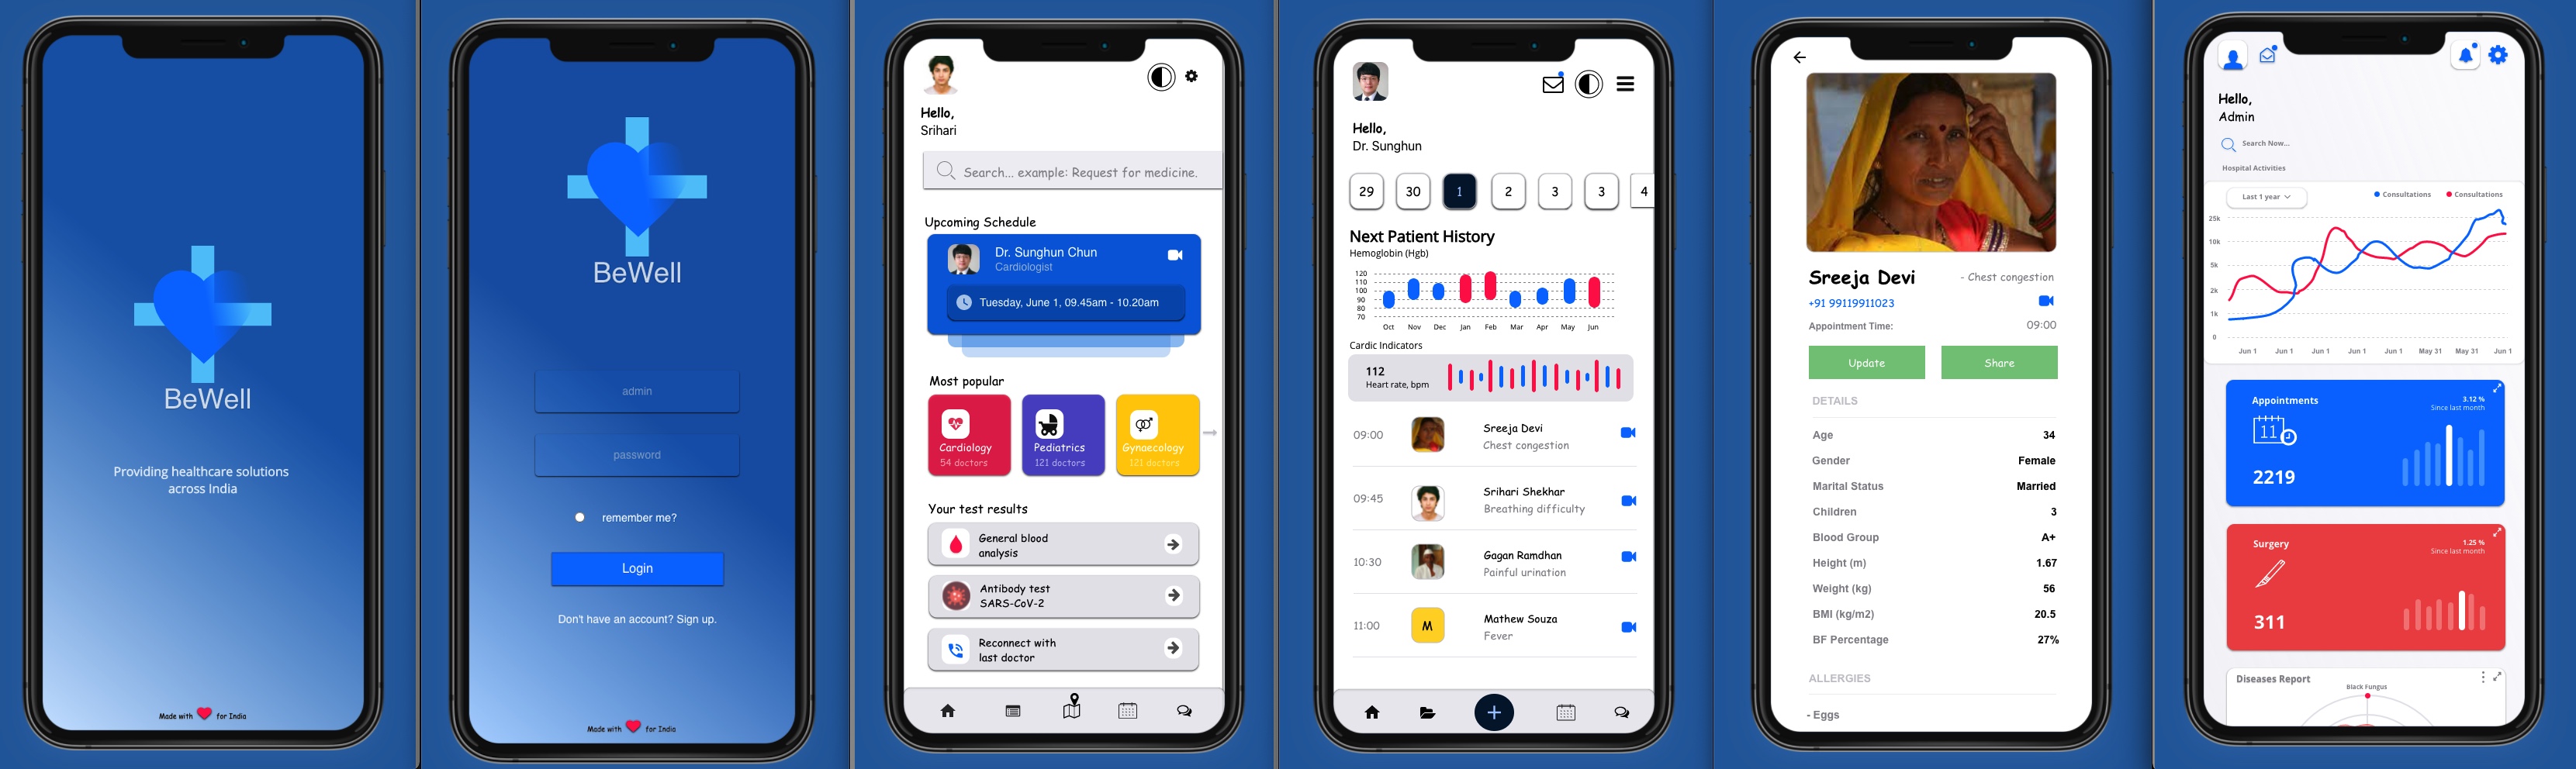 BeWell
Providing healthcare solutions
across India
Made with for India
BeWell
admin
password
remember me?
Login
Don't have an account? Sign up.
Made with for India
Hello,
Srihari
Search... example: Request for medicine.
Upcoming Schedule
Dr. Sunghun Chun
Cardiologist
Tuesday, June 1, 09.45am - 10.20am
Most popular
Cardiology
54 doctors
Pediatrics
121 doctors
Gynaecology
121 doctors
Your test results
General blood
analysis
Antibody test
SARS-CoV-2
Reconnect with
last doctor
Hello,
Dr. Sunghun
29 30 1 2 3 3 4
Next Patient History
Hemoglobin (Hgb)
120
110
100
90
80
70
Oct Nov Dec Jan Feb Mar Apr May Jun
Cardic Indicators
112
Heart rate, bpm
09:00 Sreeja Devi
Chest congestion
09:45 Srihari Shekhar
Breathing difficulty
10:30 Gagan Ramdhan
Painful urination
11:00 M Mathew Souza
Fever
Sreeja Devi - Chest congestion
+91 99119911023
Appointment Time: 09:00
Update Share
DETAILS
Age 34
Gender Female
Marital Status Married
Children 3
Blood Group A+
Height (m) 1.67
Weight (kg) 56
BMI (kg/m2) 20.5
BF Percentage 27%
ALLERGIES
- Eggs
Hello,
Admin
Search Now...
Hospital Activities
Last 1 year Consultations Consultations
25k
10k
5k
2k
1k
0
Jun 1 Jun 1 Jun 1 Jun 1 Jun 1 May 31 May 31 Jun 1
Appointments 3.12 %
Since last month
11
2219
Surgery 1.25 %
Since last month
311
Diseases Report
Black Fungus